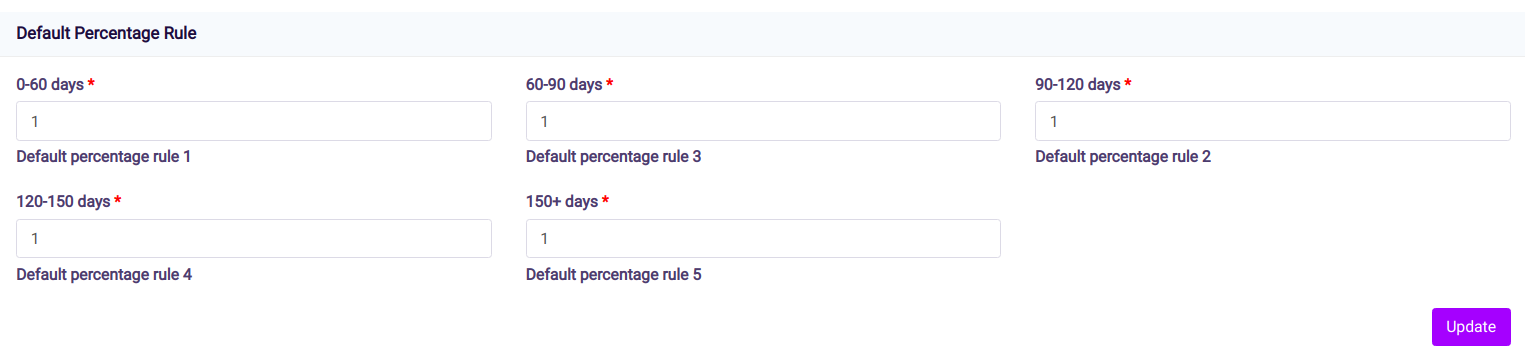 Default Percentage Rule
0-60 days *
60-90 days *
90-120 days *
1
1
1
Default percentage rule 1
Default percentage rule 3
Default percentage rule 2
120-150 days *
150+ days *
1
1
Default percentage rule 4
Default percentage rule 5
Update